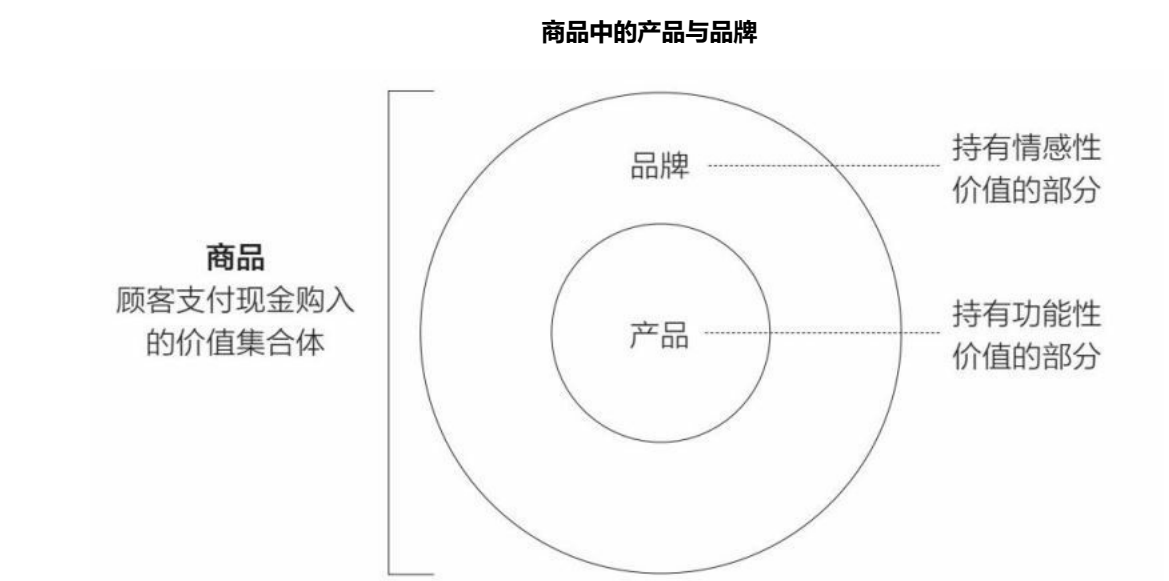 商品中的产品与品牌
品牌
持有情感性
价值的部分
商品
顾客支付现金购入
的价值集合体
产品
持有功能性
价值的部分